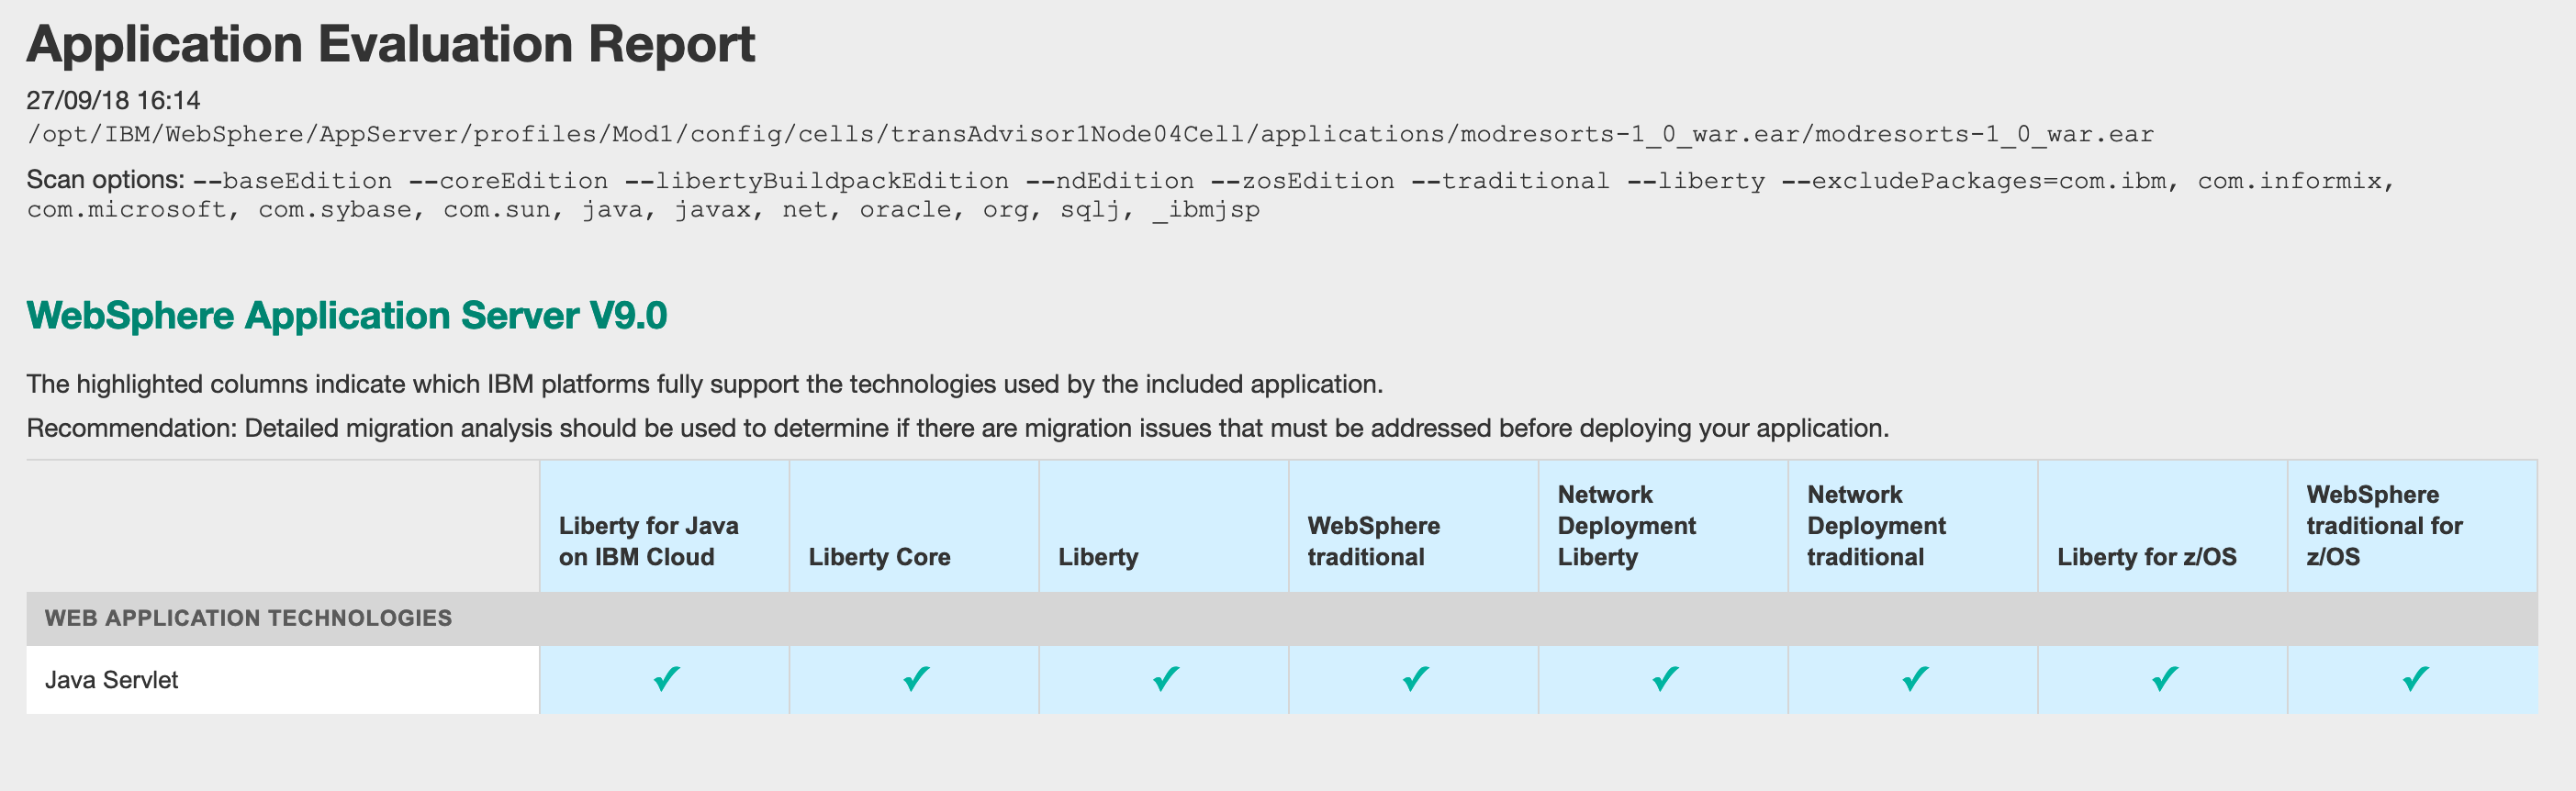 Application Evaluation Report
27/09/18 16:14
/opt/IBM/WebSphere/AppServer/profiles/Mod1/config/cells/transAdvisor1Node04Cell/applications/modresorts-1_0_war.ear/modresorts-1_0_war.ear
Scan options: --baseEdition --coreEdition --libertyBuildpackEdition --ndEdition --zosEdition --traditional --liberty --excludePackages=com.ibm, com.informix,
com.microsoft, com.sybase, com.sun, java, javax, net, oracle, org, sqlj, _ibmjsp
WebSphere Application Server V9.0
The highlighted columns indicate which IBM platforms fully support the technologies used by the included application.
Recommendation: Detailed migration analysis should be used to determine if there are migration issues that must be addressed before deploying your application.
Liberty for Java
on IBM Cloud
Liberty Core
Liberty
WebSphere
traditional
Network
Deployment
Liberty
Network
Deployment
traditional
Liberty for z/OS
WebSphere
traditional for
z/OS
WEB APPLICATION TECHNOLOGIES
Java Servlet ✓ ✓ ✓ ✓ ✓ ✓ ✓ ✓